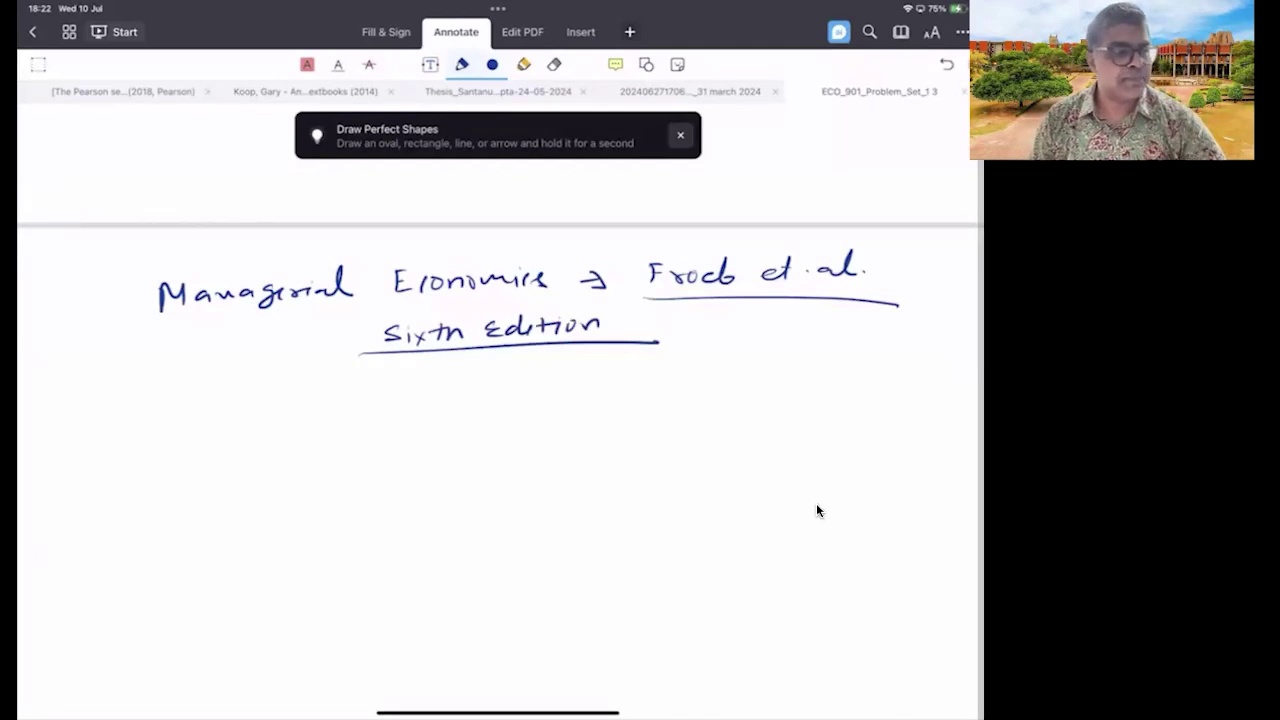 18:22 Wed 10 Jul
75%
Start
Fill & Sign
Annotate
Edit PDF
Insert
[The Pearson se...(2018, Pearson)
Koop, Gary - An...extbooks (2014)
Thesis_Santanu...pta-24-05-2024
202406271706..._31 march 2024
ECO_901_Problem_Set_1 3
Draw Perfect Shapes
Draw an oval, rectangle, line, or arrow and hold it for a second
Managerial Economics → Froeb et. al.
Sixth Edition